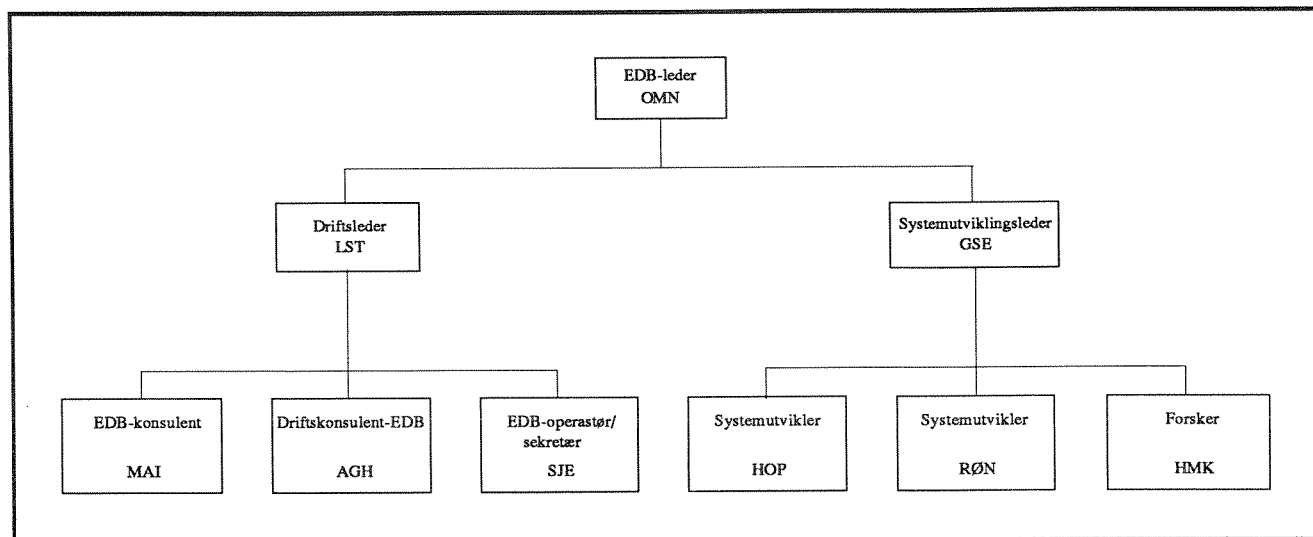 EDB-leder
OMN
Driftsleder
LST
Systemutviklingsleder
GSE
EDB-konsulent
MAI
Driftskonsulent-EDB
AGH
EDB-operastør/
sekretær
SJE
Systemutvikler
HOP
Systemutvikler
RØN
Forsker
HMK